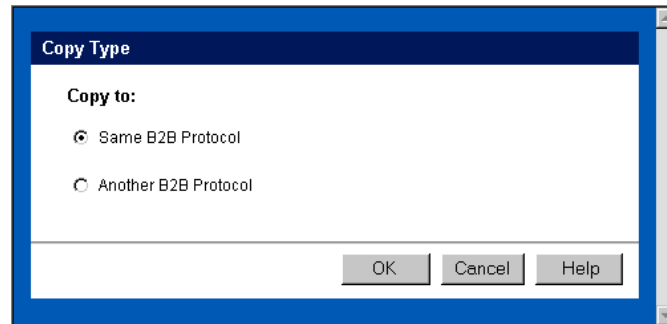 Copy Type
Copy to:
Same B2B Protocol
Another B2B Protocol
OK Cancel Help